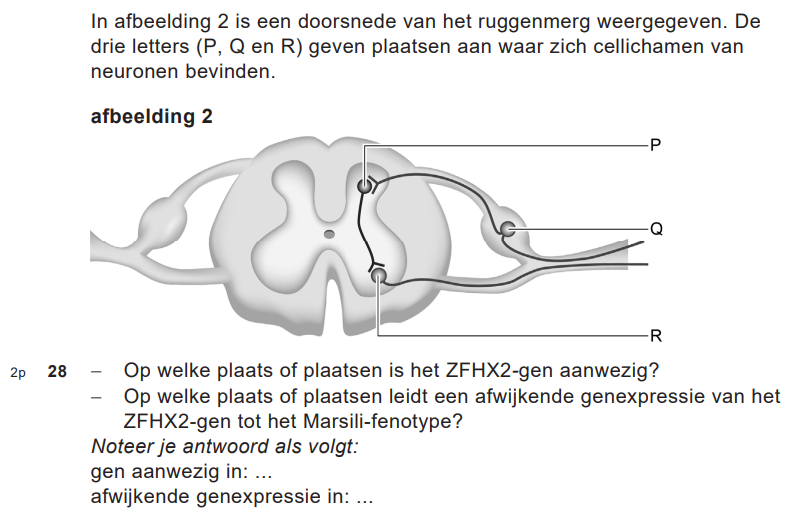 In afbeelding 2 is een doorsnede van het ruggenmerg weergegeven. De
drie letters (P, Q en R) geven plaatsen aan waar zich cellichamen van
neuronen bevinden.
afbeelding 2
P
Q
R
2p 28 – Op welke plaats of plaatsen is het ZFHX2-gen aanwezig?
– Op welke plaats of plaatsen leidt een afwijkende genexpressie van het
ZFHX2-gen tot het Marsili-fenotype?
Noteer je antwoord als volgt:
gen aanwezig in: ...
afwijkende genexpressie in: ...